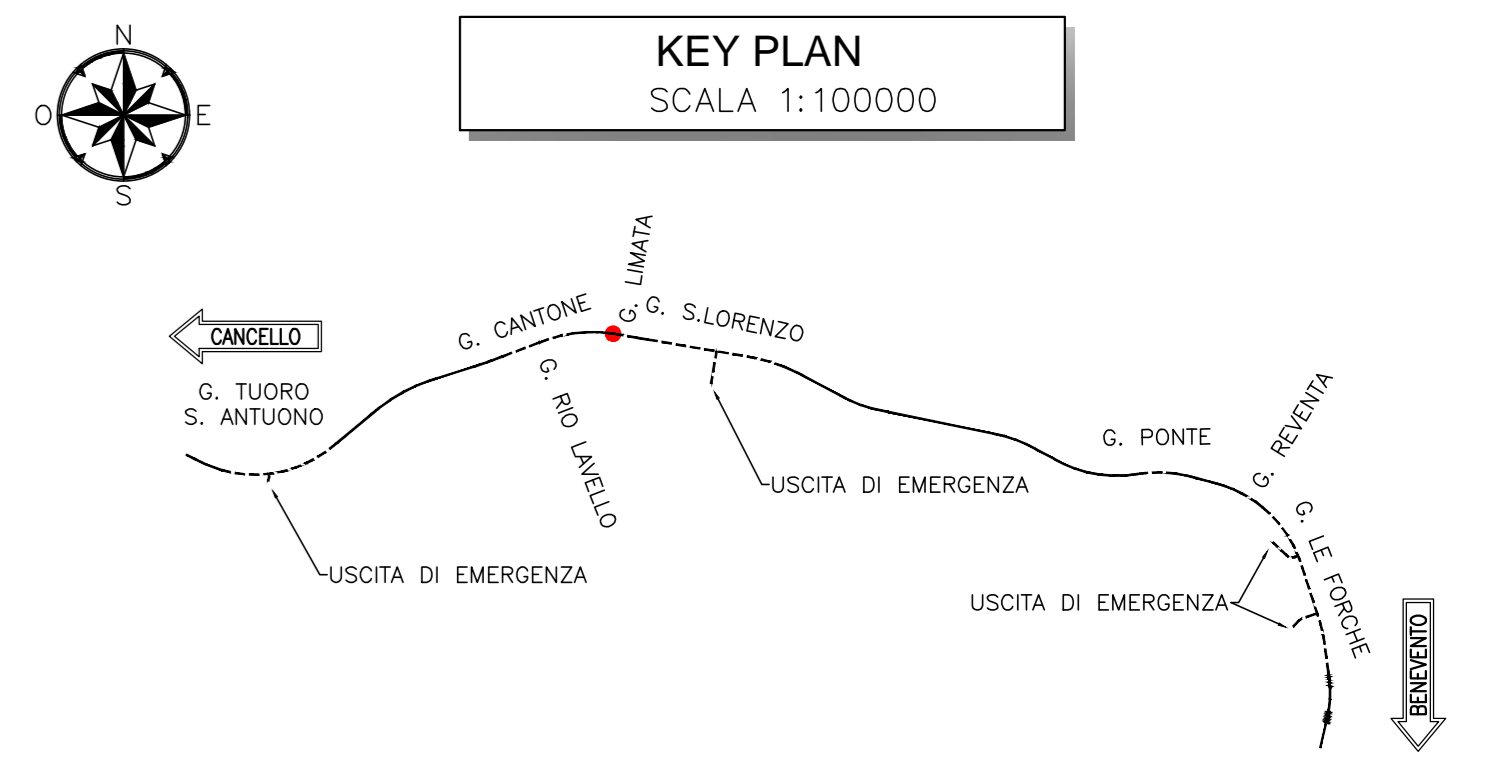 N
O
E
S
KEY PLAN
SCALA 1:100000
CANCELLO
G. TUORO
S. ANTUONO
G. CANTONE
G. LIMATA
G. S.LORENZO
G. RIO LAVELLO
USCITA DI EMERGENZA
USCITA DI EMERGENZA
G. PONTE
G. REVENTA
G. LE FORCHE
USCITA DI EMERGENZA
BENEVENTO